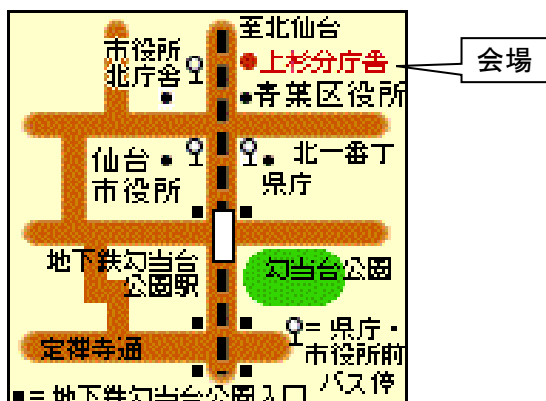 至北仙台
市役所
北庁舎
上杉分庁舎
会場
青葉区役所
仙台
市役所
北一番丁
県庁
地下鉄勾当台
公園駅
勾当台公園
定禅寺通
=県庁・
市役所前
バス停
■=地下鉄勾当台公園入口